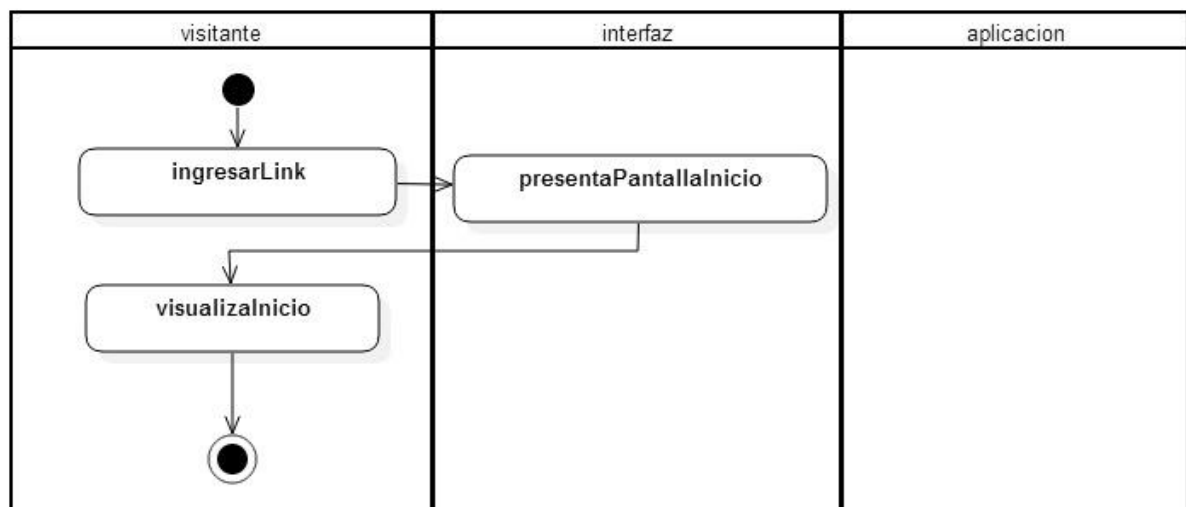 visitante
interfaz
aplicacion
ingresarLink
presentaPantallaInicio
visualizaInicio